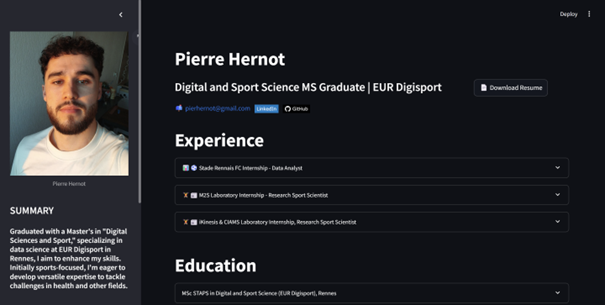 Deploy
Pierre Hernot
SUMMARY
Graduated with a Master's in "Digital
Sciences and Sport," specializing in
data science at EUR Digisport in
Rennes, I aim to enhance my skills.
Initially sports-focused, I'm eager to
develop versatile expertise to tackle
challenges in health and other fields.
Pierre Hernot
Digital and Sport Science MS Graduate | EUR Digisport
Download Resume
pierhernot@gmail.com LinkedIn GitHub
Experience
Stade Rennais FC Internship - Data Analyst
M2S Laboratory Internship - Research Sport Scientist
iKinesis & CIAMS Laboratory Internship, Research Sport Scientist
Education
MSc STAPS in Digital and Sport Science (EUR Digisport), Rennes